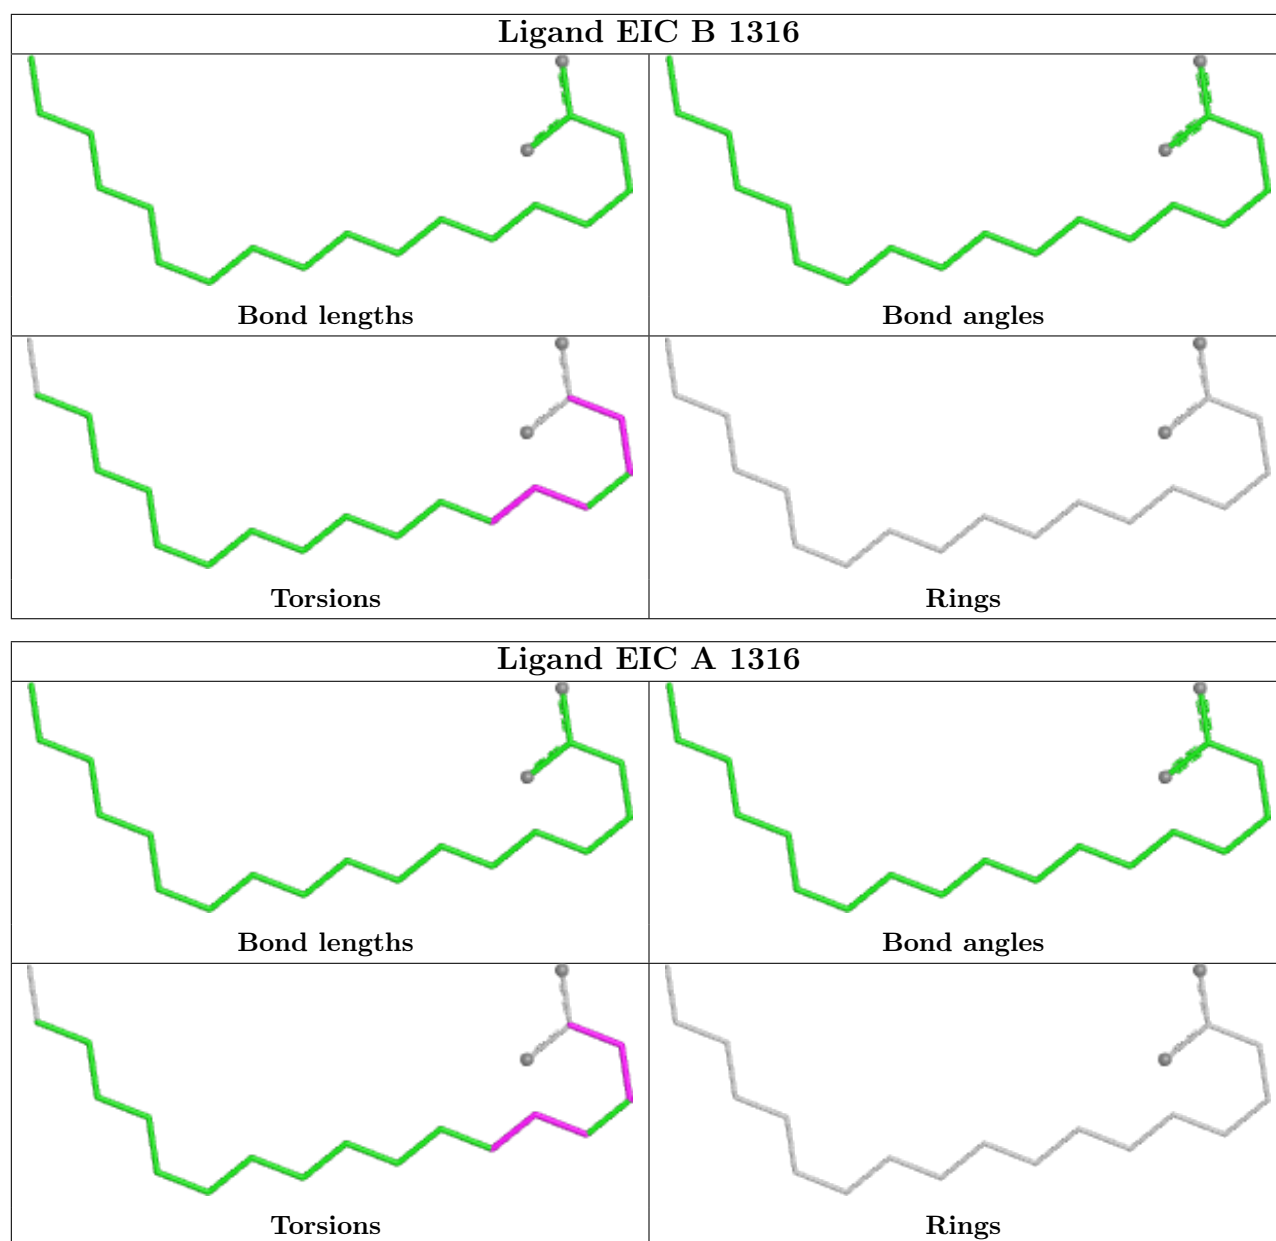 Ligand EIC B 1316
Bond lengths
Bond angles
Torsions
Rings
Ligand EIC A 1316
Bond lengths
Bond angles
Torsions
Rings